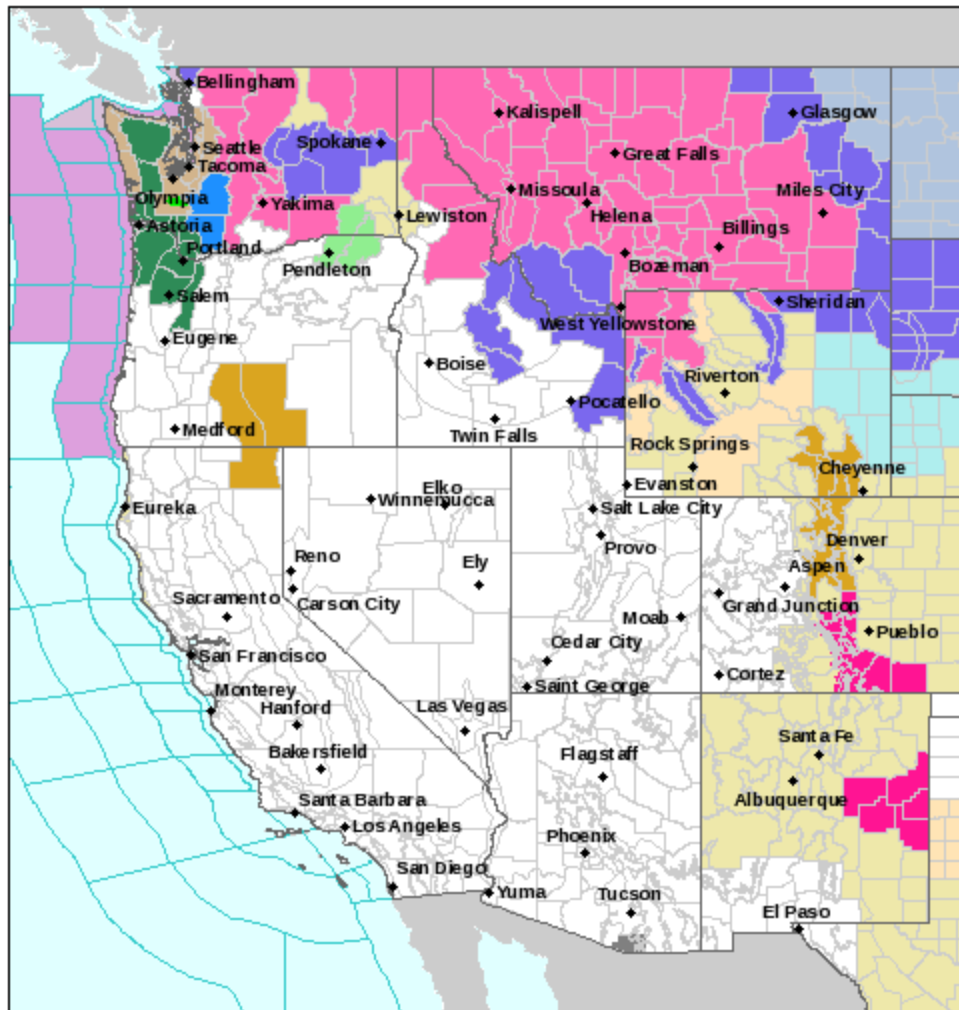 Bellingham
Kalispell
Glasgow
Seattle
Spokane
Great Falls
Tacoma
Missoula
Miles City
Olympia
Yakima
Lewiston
Helena
Astoria
Billings
Portland
Pendleton
Bozeman
Salem
Sheridan
West Yellowstone
Eugene
Boise
Riverton
Pocatello
Medford
Twin Falls
Rock Springs
Cheyenne
Evanston
Elko
Winnemucca
Eureka
Salt Lake City
Denver
Provo
Reno
Ely
Aspen
Sacramento
Carson City
Grand Junction
Moab
Pueblo
Cedar City
San Francisco
Cortez
Saint George
Monterey
Hanford
Las Vegas
Santa Fe
Bakersfield
Flagstaff
Albuquerque
Santa Barbara
Los Angeles
Phoenix
San Diego
Yuma
Tucson
El Paso